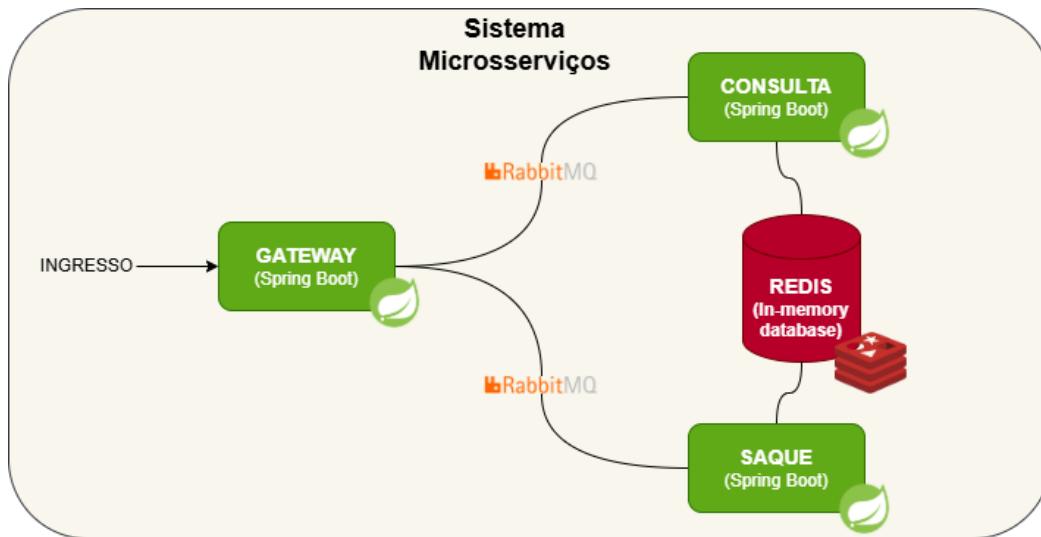 Sistema
Microsserviços
CONSULTA
(Spring Boot)
RabbitMQ
GATEWAY
(Spring Boot)
INGRESSO
REDIS
(In-memory
database)
RabbitMQ
SAQUE
(Spring Boot)